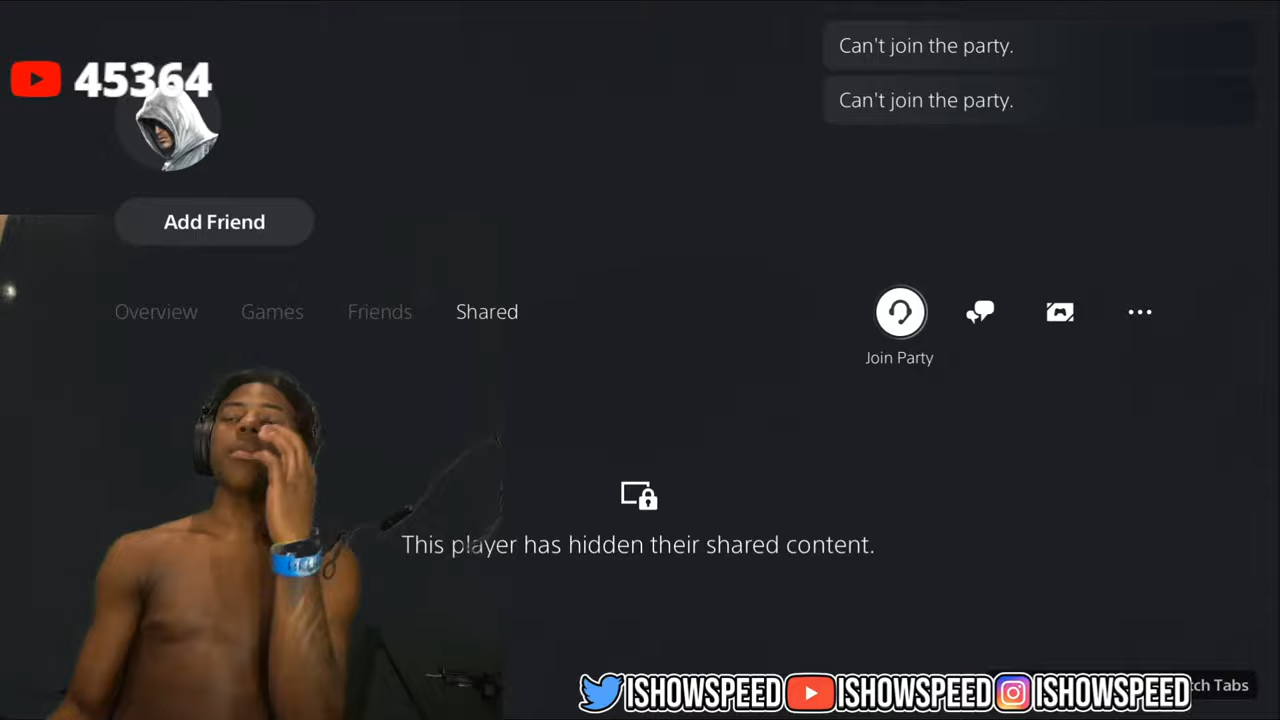 Can't join the party.
45364
Can't join the party.
Add Friend
Overview Games Friends Shared
Join Party
This player has hidden their shared content.
ISHOWSPEED ISHOWSPEED ISHOWSPEED
Tabs